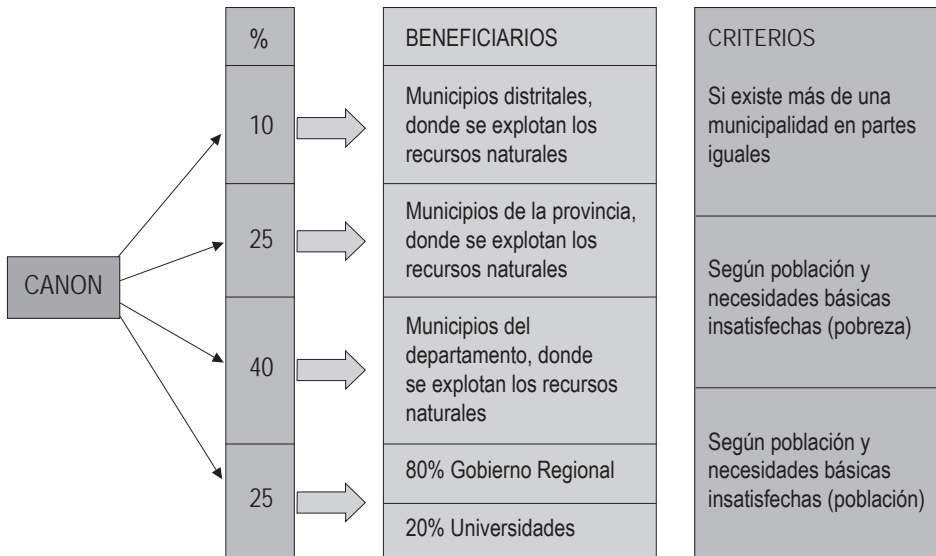 CANON
%
10
25
40
25
BENEFICIARIOS
Municipios distritales,
donde se explotan los
recursos naturales
Municipios de la provincia,
donde se explotan los
recursos naturales
Municipios del
departamento, donde
se explotan los recursos
naturales
80% Gobierno Regional
20% Universidades
CRITERIOS
Si existe más de una
municipalidad en partes
iguales
Según población y
necesidades básicas
insatisfechas (pobreza)
Según población y
necesidades básicas
insatisfechas (población)